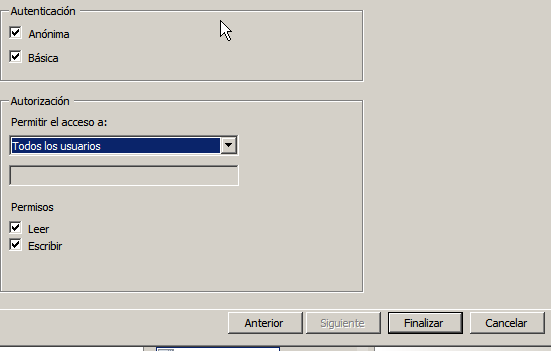 Autenticación
Anónima
Básica
Autorización
Permitir el acceso a:
Todos los usuarios
Permisos
Leer
Escribir
Anterior Siguiente Finalizar Cancelar